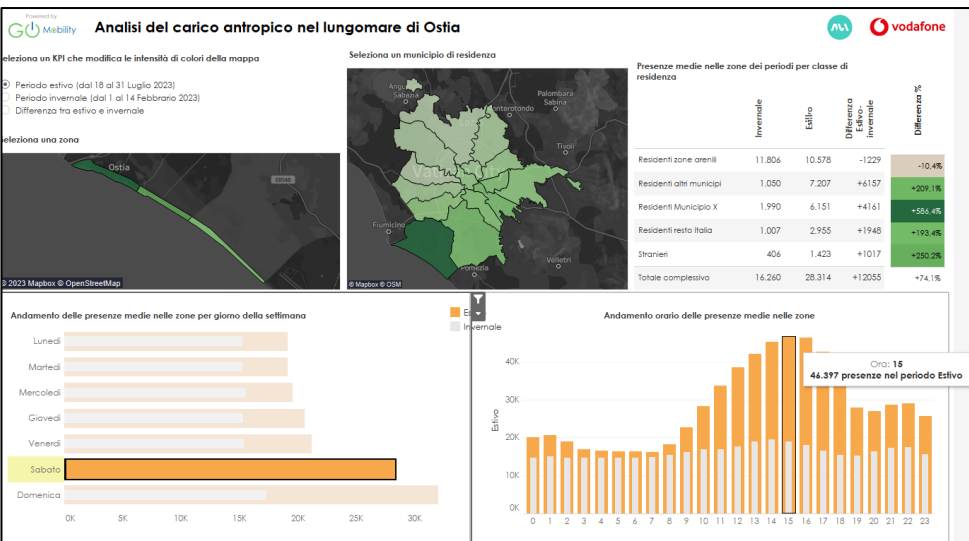 Powered by
GO Mobility
Analisi del carico antropico nel lungomare di Ostia
vodafone
eleziona un KPI che modifica le intensità di colori della mappa
Periodo estivo (dal 18 al 31 Luglio 2023)
Periodo invernale (dal 1 al 14 Febbrario 2023)
Differenza tra estivo e invernale
Seleziona una zona
Ostia
© 2023 Mapbox © OpenStreetMap
Seleziona un municipio di residenza
Palombara
Sabina
Tivoli
Fiumicino
Velletri
Pomezia
© Mapbox © OSM
Presenze medie nelle zone dei periodi per classe di
residenza
Invernale
Estivo
Differenza
Estivo-
invernale
Differenza %
Residenti zone arenili 11.806 10.578 -1229 -10,4%
Residenti altri municipi 1.050 7.207 +6157 +209,1%
Residenti Municipio X 1.990 6.151 +4161 +586,4%
Residenti resto Italia 1.007 2.955 +1948 +193,4%
Stranieri 406 1.423 +1017 +250,2%
Totale complessivo 16.260 28.314 +12055 +74,1%
Andamento delle presenze medie nelle zone per giorno della settimana
Invernale
Lunedì
Martedì
Mercoledì
Giovedì
Venerdì
Sabato
Domenica
0K 5K 10K 15K 20K 25K 30K
Andamento orario delle presenze medie nelle zone
Estivo
40K
30K
20K
10K
0K
Ora: 15
46.397 presenze nel periodo Estivo
0 1 2 3 4 5 6 7 8 9 10 11 12 13 14 15 16 17 18 19 20 21 22 23